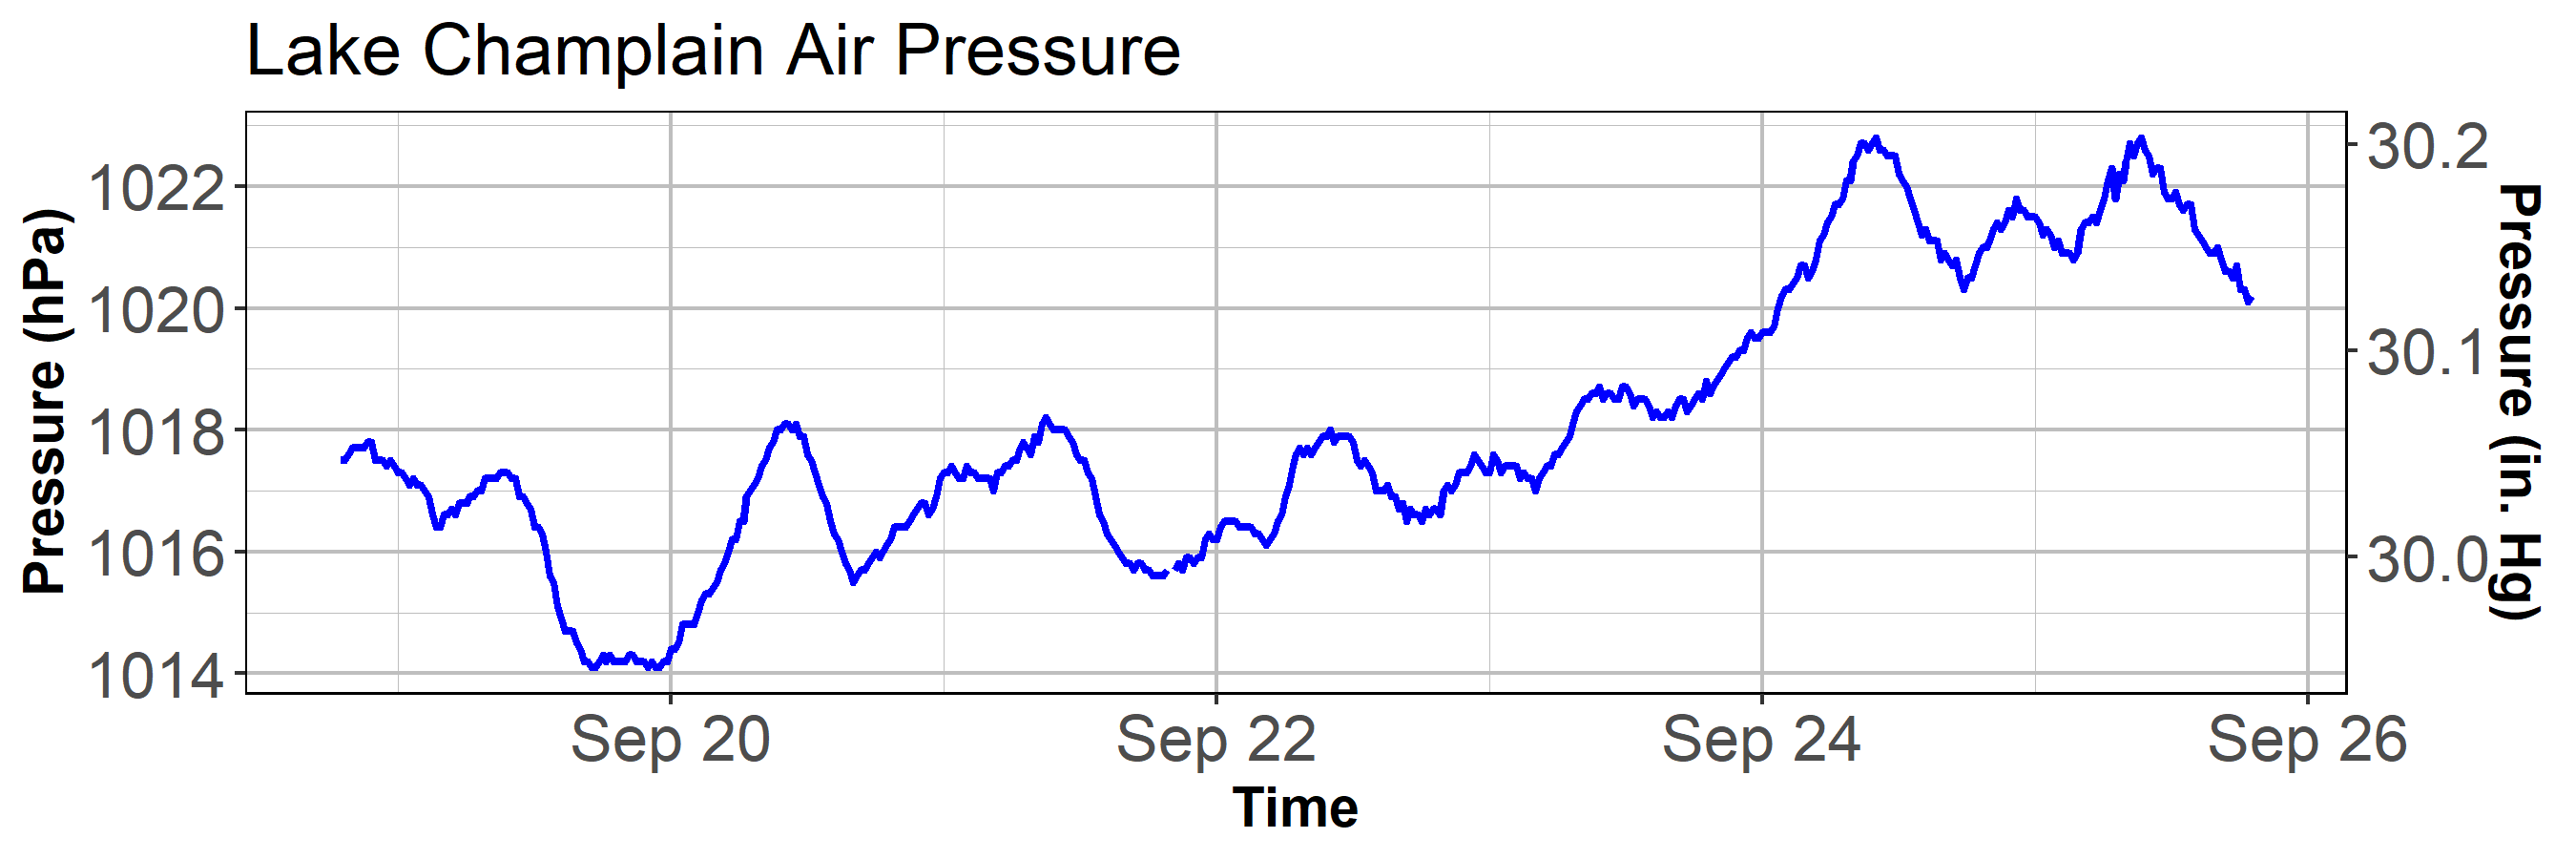 Lake Champlain Air Pressure
Pressure (hPa)
1022
1020
1018
1016
1014
30.2
30.1
30.0
Pressure (in. Hg)
Sep 20
Sep 22
Sep 24
Sep 26
Time